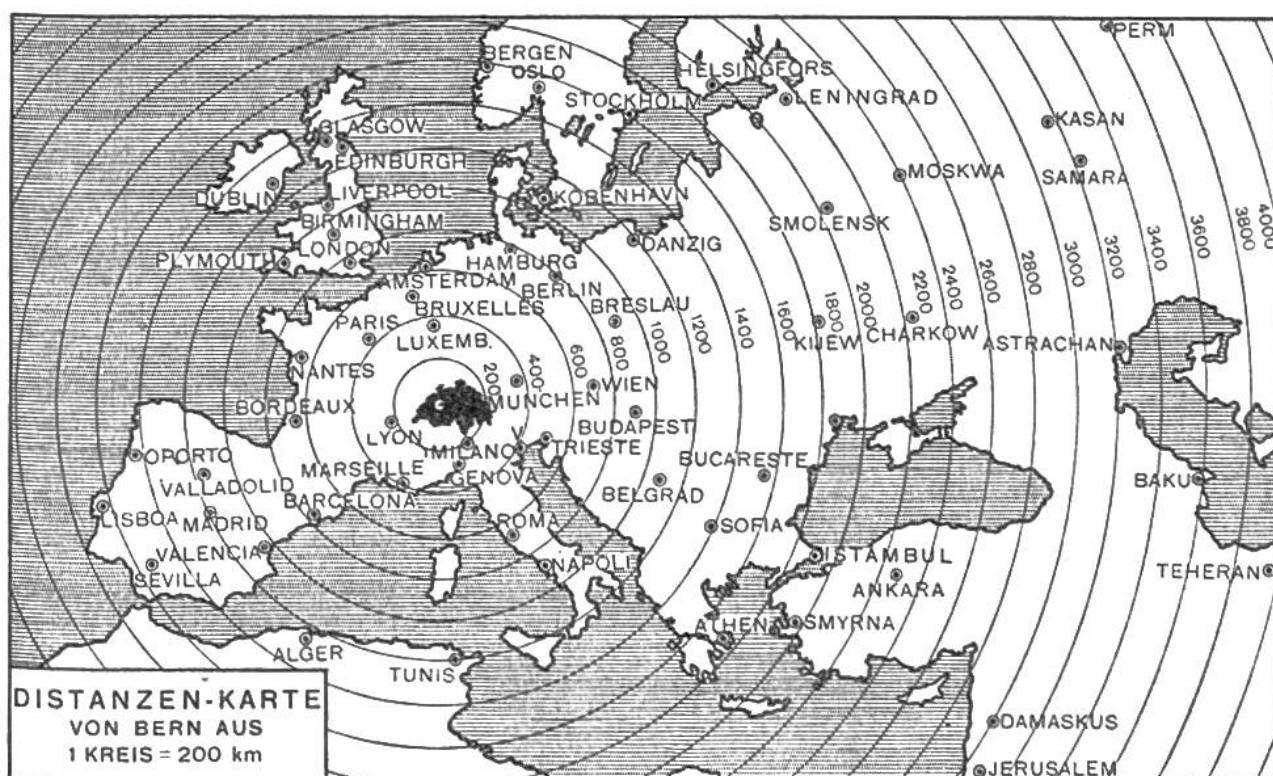 PERM
BERGEN
OSLO
HELSINGFORS
STOCKHOLM
LENINGRAD
KASAN
GLASGOW
EDINBURGH
MOSKWA
SAMARA
DUBLIN
LIVERPOOL
KOBENHAVN
BIRMINGHAM
SMOLENSK
LONDON
DANZIG
PLYMOUTH
HAMBURG
AMSTERDAM
BERLIN
BRUXELLES
BRESLAU
PARIS
KIJEW
CHARKOW
LUXEMB.
ASTRACHAN
200
400
600
800
1000
1200
1400
1600
1800
2000
2200
2400
2600
2800
3000
3200
3400
3600
3800
4000
NANTES
WIEN
MÜNCHEN
BORDEAUX
LYON
BUDAPEST
V.
TRIESTE
MILANO
OPORTO
MARSEILLE
GENOVA
BUCARESTE
VALLADOLID
BELGRAD
BAKU
BARCELONA
LISBOA
MADRID
ROMA
SOFIA
VALENCIA
NAPOLI
ISTAMBUL
SEVILLA
ANKARA
TEHERAN
ATHEN
SMYRNA
ALGER
TUNIS
DISTANZEN-KARTE
VON BERN AUS
1 KREIS = 200 km
DAMASKUS
JERUSALEM